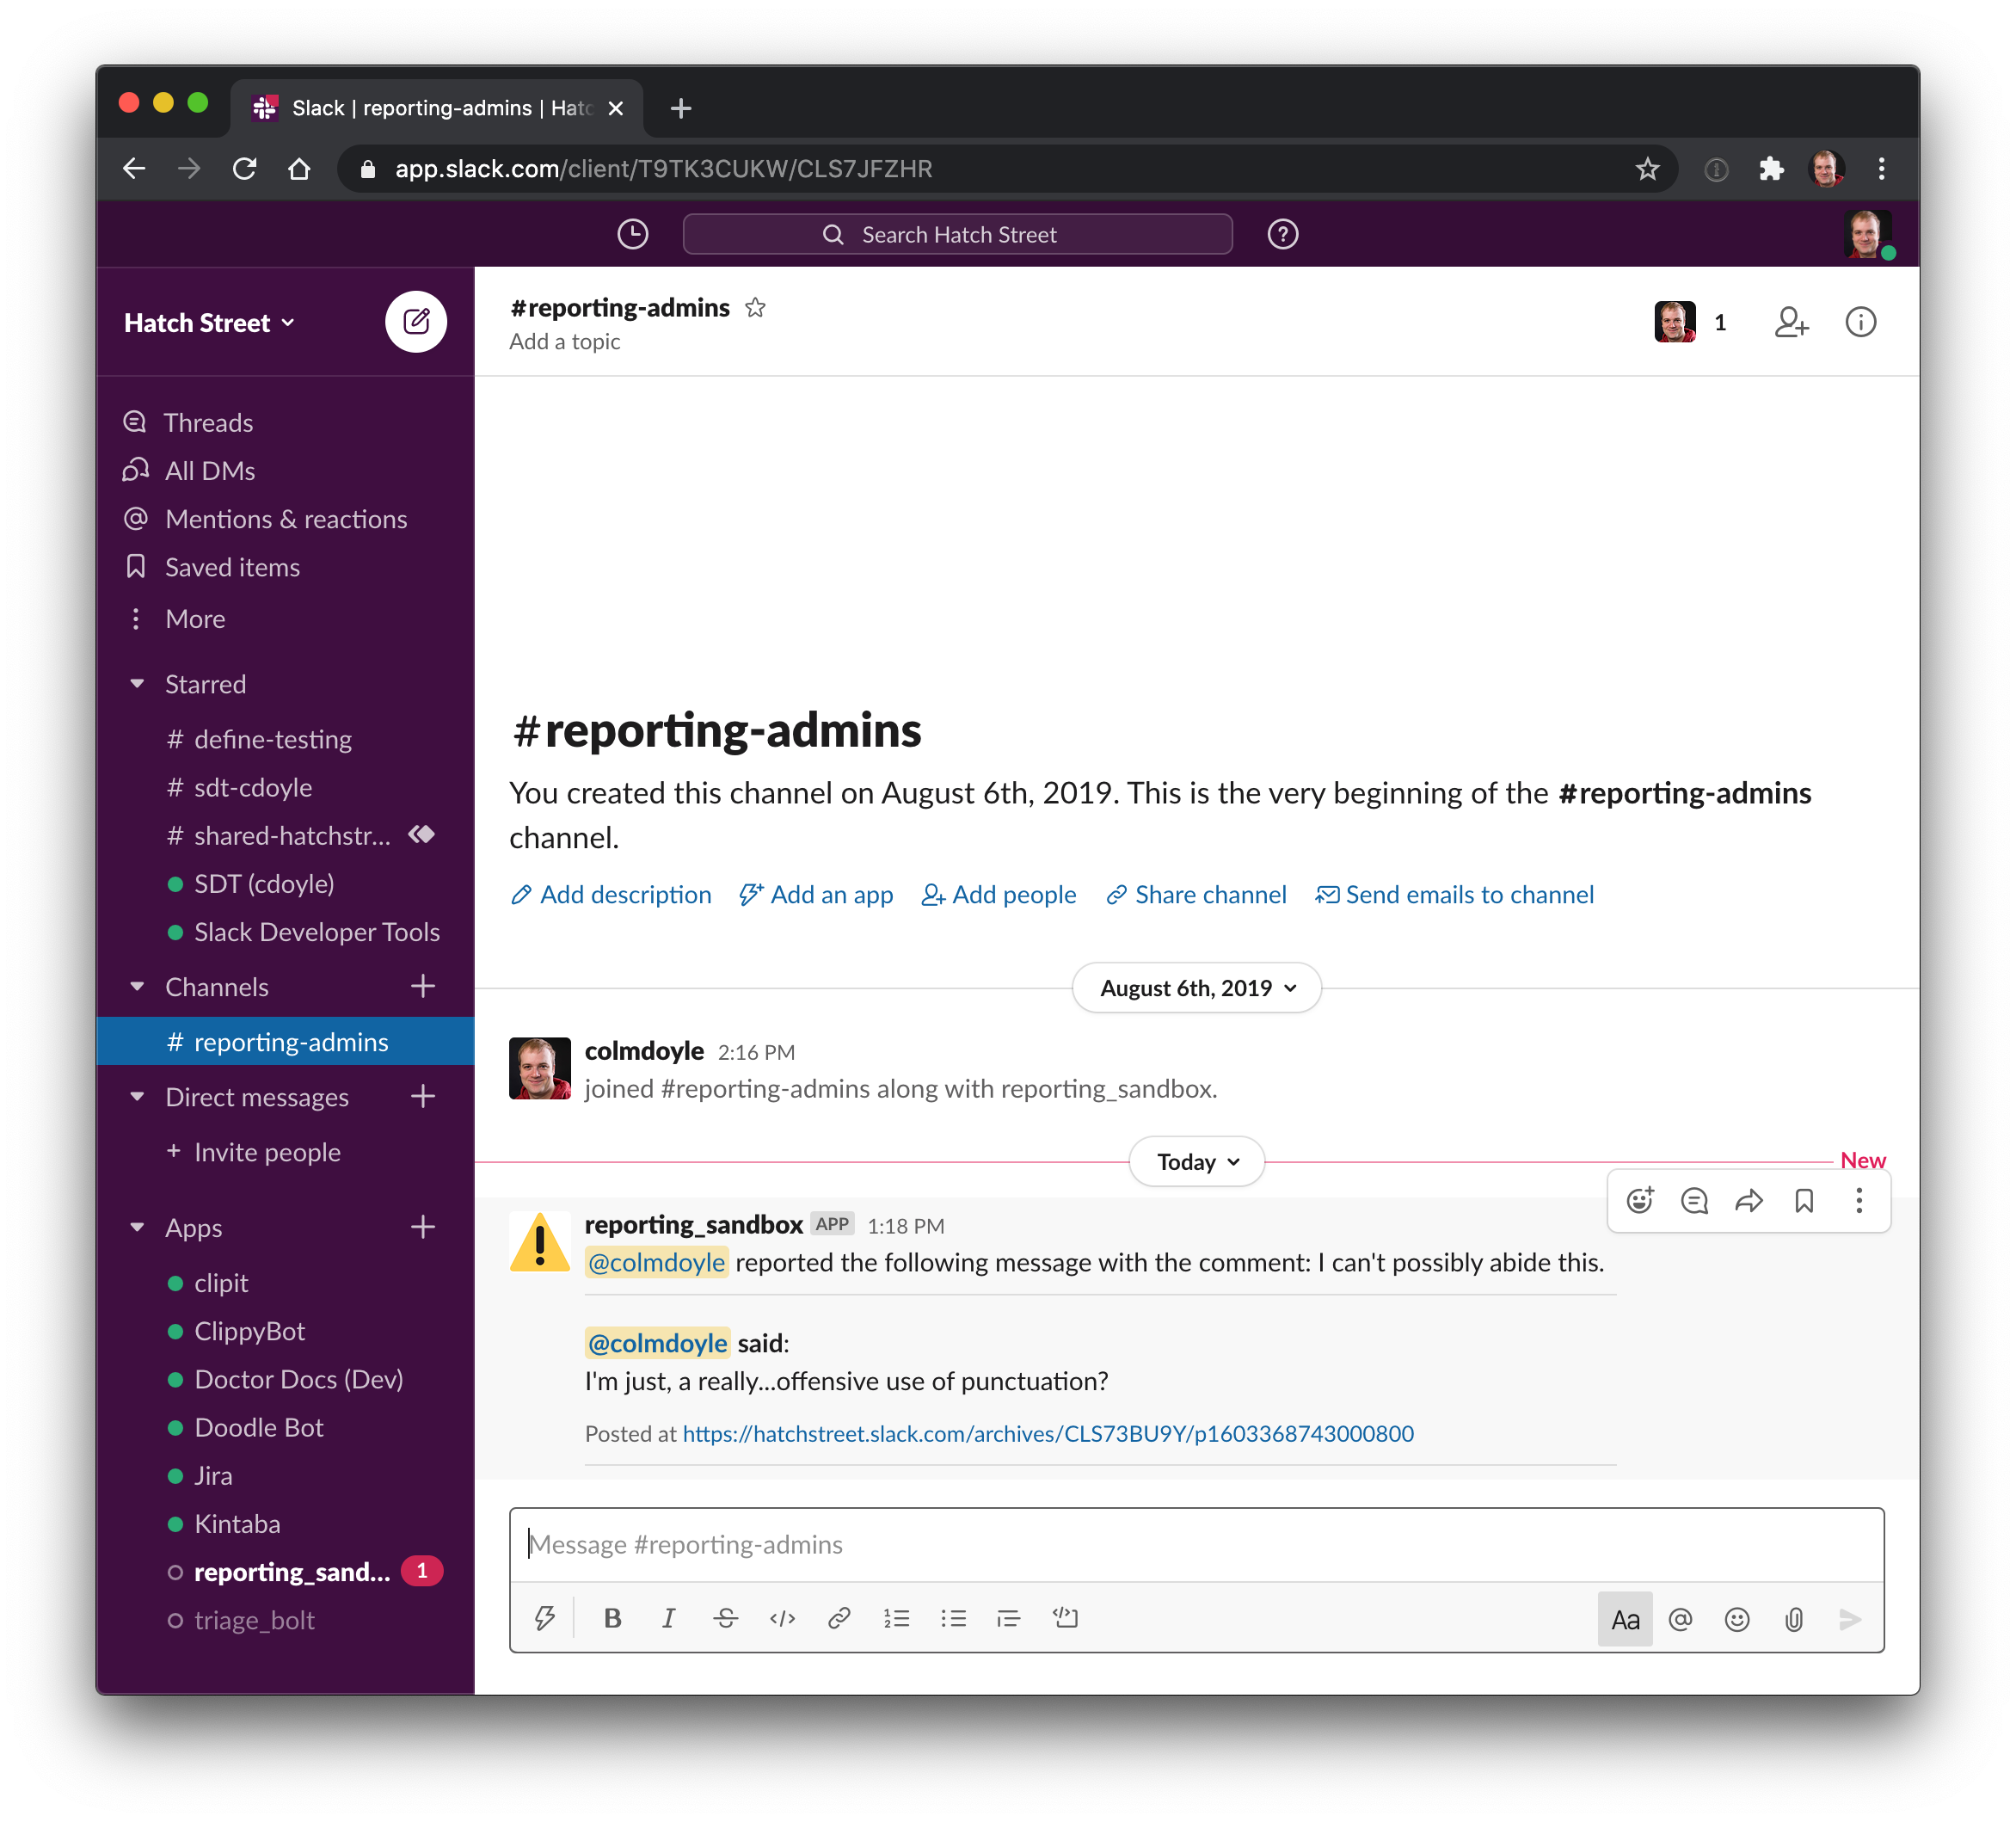 Slack | reporting-admins | Hatc
app.slack.com/client/T9TK3CUKW/CLS7JFZHR
Search Hatch Street
Hatch Street
Threads
All DMs
Mentions & reactions
Saved items
More
Starred
# define-testing
# sdt-cdoyle
# shared-hatchstr...
SDT (cdoyle)
Slack Developer Tools
Channels
# reporting-admins
Direct messages
+ Invite people
Apps
clipit
ClippyBot
Doctor Docs (Dev)
Doodle Bot
Jira
Kintaba
reporting_sand... 1
triage_bolt
#reporting-admins
Add a topic
1
#reporting-admins
You created this channel on August 6th, 2019. This is the very beginning of the #reporting-admins
channel.
Add description Add an app Add people Share channel Send emails to channel
August 6th, 2019
colmdoyle 2:16 PM
joined #reporting-admins along with reporting_sandbox.
Today
New
reporting_sandbox APP 1:18 PM
@colmdoyle reported the following message with the comment: I can't possibly abide this.
@colmdoyle said:
I'm just, a really...offensive use of punctuation?
Posted at https://hatchstreet.slack.com/archives/CLS73BU9Y/p1603368743000800
Message #reporting-admins
B I S </> Aa @